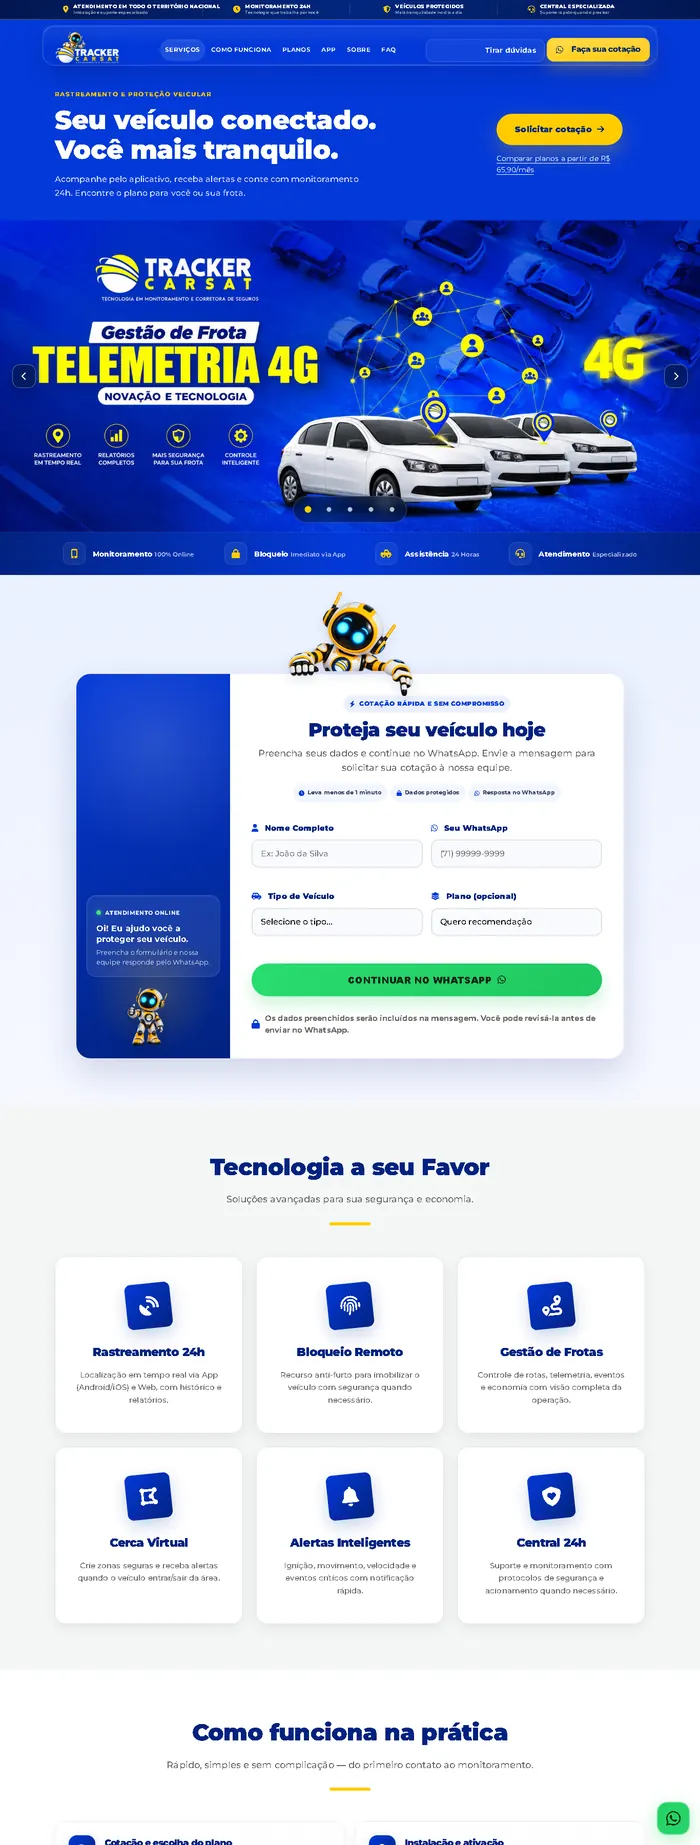 ATENDIMENTO EM TODO O TERRITÓRIO NACIONAL
MONITORAMENTO 24H
Tecnologia que trabalha por você
VEÍCULOS PROTEGIDOS
Mais tranquilidade no dia a dia
CENTRAL ESPECIALIZADA
Suporte rápido quando precisar
TRACKER
CARSAT
SERVIÇOS
COMO FUNCIONA
PLANOS
APP
SOBRE
FAQ
Tirar dúvidas
Faça sua cotação
RASTREAMENTO E PROTEÇÃO VEICULAR
Seu veículo conectado.
Você mais tranquilo.
Acompanhe pelo aplicativo, receba alertas e conte com monitoramento
24h. Encontre o plano para você ou sua frota.
Solicitar cotação →
Comparar planos a partir de R$
65,90/mês
TRACKER
CARSAT
TECNOLOGIA EM MONITORAMENTO E CORRETORA DE SEGUROS
Gestão de Frota
TELEMETRIA 4G
NOVAÇÃO E TECNOLOGIA
4G
RASTREAMENTO
EM TEMPO REAL
RELATÓRIOS
COMPLETOS
MAIS SEGURANÇA
PARA SUA FROTA
CONTROLE
INTELIGENTE
Monitoramento 100% Online
Bloqueio Imediato via App
Assistência 24 Horas
Atendimento Especializado
COTAÇÃO RÁPIDA E SEM COMPROMISSO
Proteja seu veículo hoje
Preencha seus dados e continue no WhatsApp. Envie a mensagem para
solicitar sua cotação à nossa equipe.
Leva menos de 1 minuto
Dados protegidos
Resposta no WhatsApp
Nome Completo
Seu WhatsApp
Ex: João da Silva
(71) 99999-9999
Tipo de Veículo
Plano (opcional)
Selecione o tipo...
Quero recomendação
ATENDIMENTO ONLINE
Oi! Eu ajudo você a
proteger seu veículo.
Preencha o formulário e nossa
equipe responde pelo WhatsApp.
CONTINUAR NO WHATSAPP
Os dados preenchidos serão incluídos na mensagem. Você pode revisá-la antes de
enviar no WhatsApp.
Tecnologia a seu Favor
Soluções avançadas para sua segurança e economia.
Rastreamento 24h
Localização em tempo real via App
(Android/iOS) e Web, com histórico e
relatórios.
Bloqueio Remoto
Recurso anti-furto para imobilizar o
veículo com segurança quando
necessário.
Gestão de Frotas
Controle de rotas, telemetria, eventos
e economia com visão completa da
operação.
Cerca Virtual
Crie zonas seguras e receba alertas
quando o veículo entrar/sair da área.
Alertas Inteligentes
Ignição, movimento, velocidade e
eventos críticos com notificação
rápida.
Central 24h
Suporte e monitoramento com
protocolos de segurança e
acionamento quando necessário.
Como funciona na prática
Rápido, simples e sem complicação — do primeiro contato ao monitoramento.
Cotação e escolha do plano
Instalação e ativação